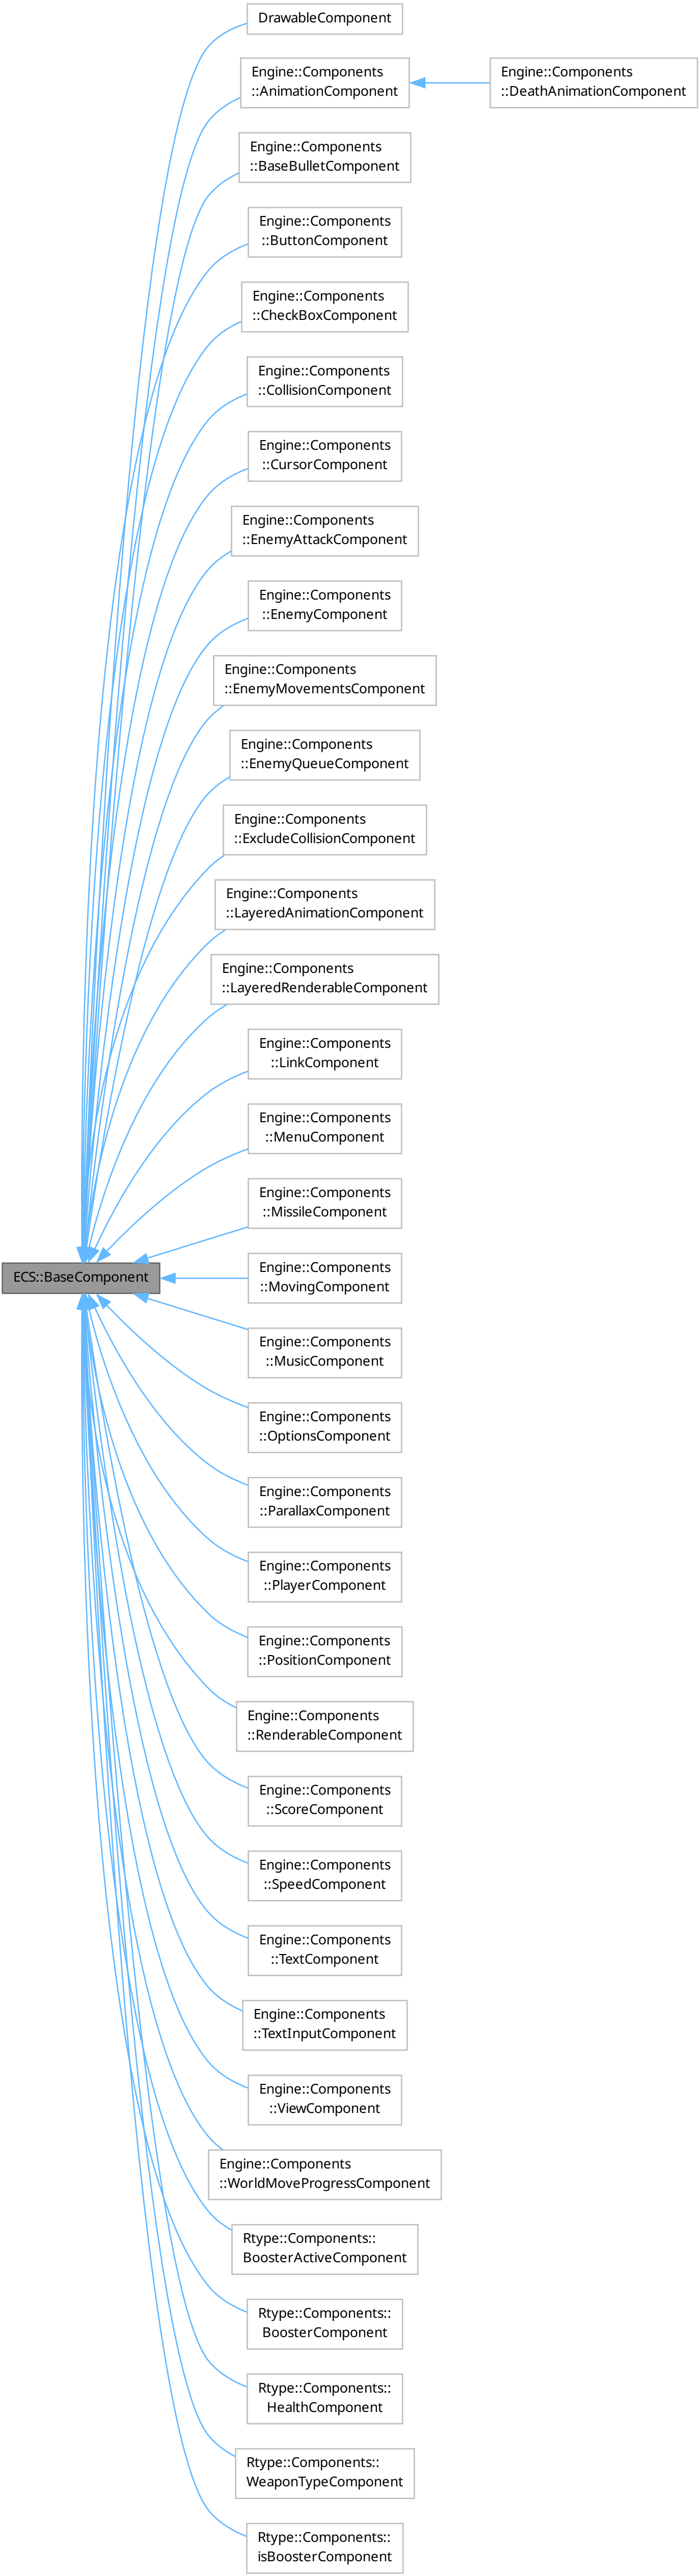 DrawableComponent
Engine::Components
::AnimationComponent
Engine::Components
::DeathAnimationComponent
Engine::Components
::BaseBulletComponent
Engine::Components
::ButtonComponent
Engine::Components
::CheckBoxComponent
Engine::Components
::CollisionComponent
Engine::Components
::CursorComponent
Engine::Components
::EnemyAttackComponent
Engine::Components
::EnemyComponent
Engine::Components
::EnemyMovementsComponent
Engine::Components
::EnemyQueueComponent
Engine::Components
::ExcludeCollisionComponent
Engine::Components
::LayeredAnimationComponent
Engine::Components
::LayeredRenderableComponent
Engine::Components
::LinkComponent
Engine::Components
::MenuComponent
Engine::Components
::MissileComponent
ECS::BaseComponent
Engine::Components
::MovingComponent
Engine::Components
::MusicComponent
Engine::Components
::OptionsComponent
Engine::Components
::ParallaxComponent
Engine::Components
::PlayerComponent
Engine::Components
::PositionComponent
Engine::Components
::RenderableComponent
Engine::Components
::ScoreComponent
Engine::Components
::SpeedComponent
Engine::Components
::TextComponent
Engine::Components
::TextInputComponent
Engine::Components
::ViewComponent
Engine::Components
::WorldMoveProgressComponent
Rtype::Components::
BoosterActiveComponent
Rtype::Components::
BoosterComponent
Rtype::Components::
HealthComponent
Rtype::Components::
WeaponTypeComponent
Rtype::Components::
isBoosterComponent